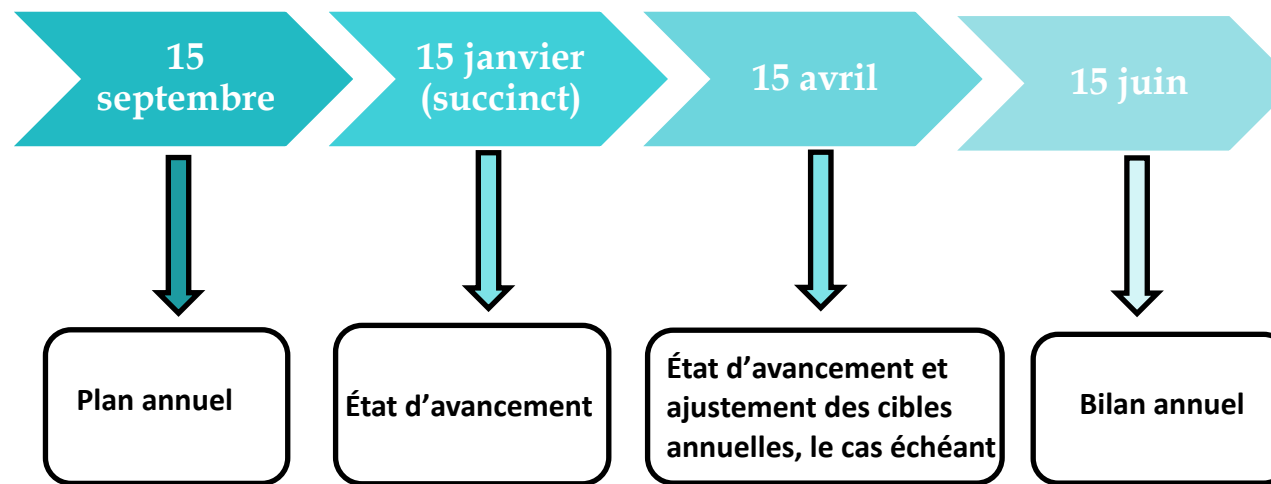 15
septembre
15 janvier
(succinct)
15 avril
15 juin
Plan annuel
État d’avancement
État d’avancement et
ajustement des cibles
annuelles, le cas échéant
Bilan annuel